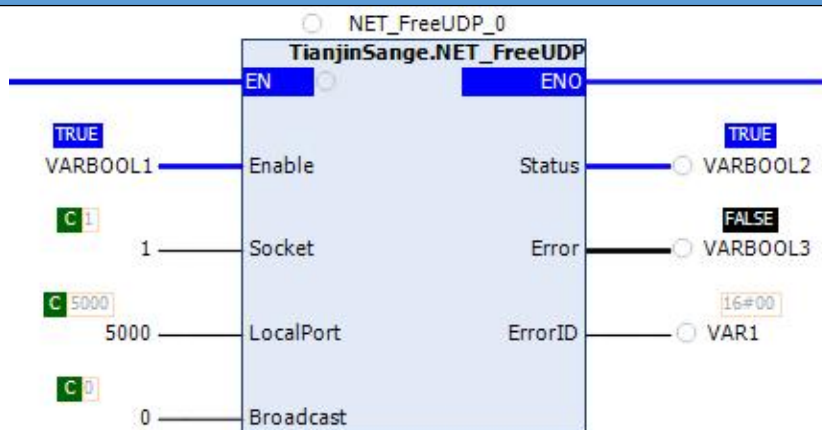 NET_FreeUDP_0
TianjinSange.NET_FreeUDP
EN ENO
TRUE TRUE
VARBOOL1 Enable Status VARBOOL2
C 1 FALSE
1 Socket Error VARBOOL3
C 5000 16#00
5000 LocalPort ErrorID VAR1
C 0
0 Broadcast